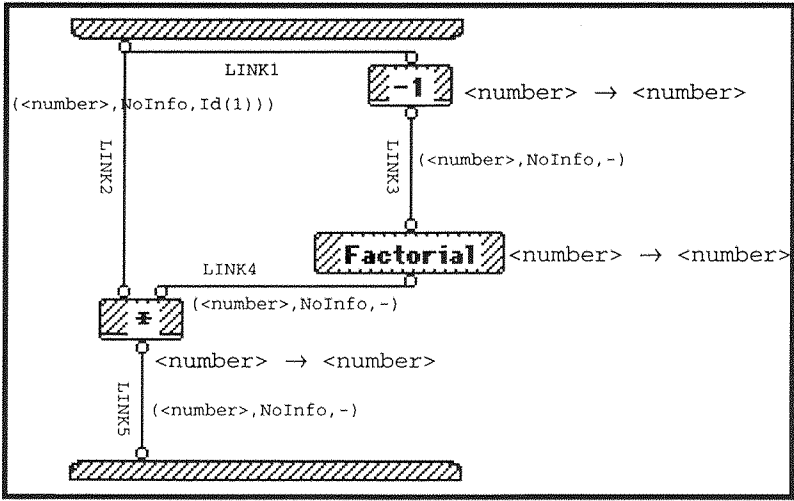 LINK1
-1
<number> → <number>
(<number>,NoInfo,Id(1)))
LINK2
LINK3
(<number>,NoInfo,-)
Factorial
<number> → <number>
LINK4
(<number>,NoInfo,-)
*
<number> → <number>
LINK5
(<number>,NoInfo,-)